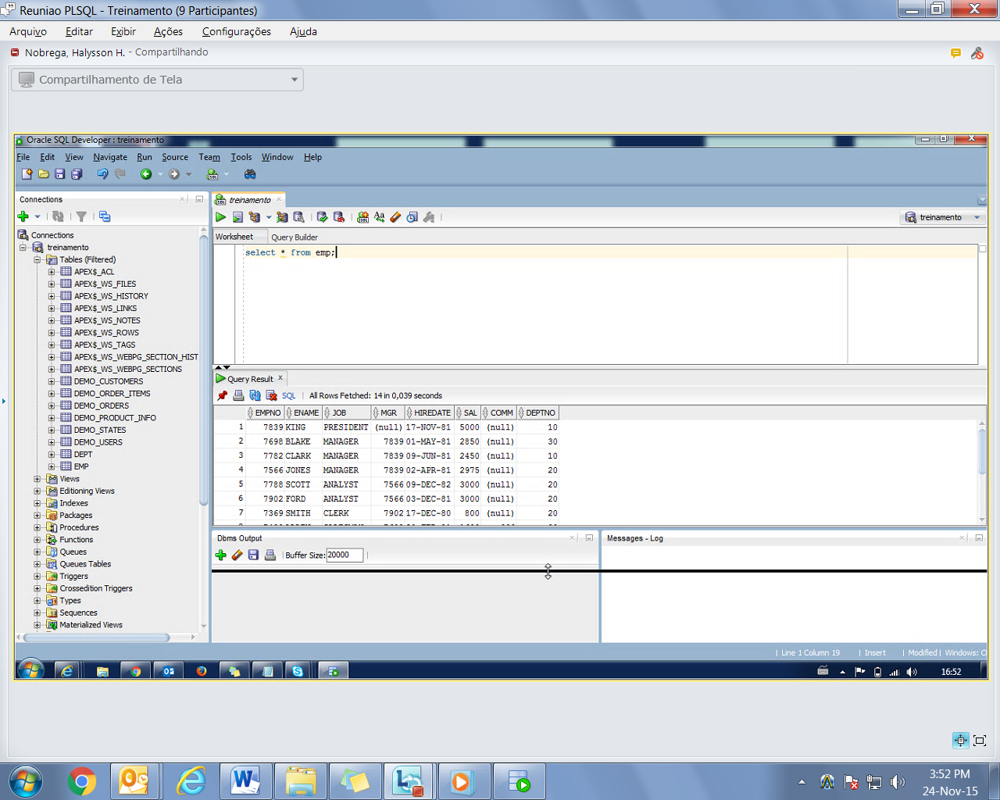 Reuniao PLSQL - Treinamento (9 Participantes)
Arquivo Editar Exibir Ações Configurações Ajuda
Nobrega, Halysson H. - Compartilhando
Compartilhamento de Tela
Oracle SQL Developer : treinamento
File Edit View Navigate Run Source Team Tools Window Help
Connections
Connections
treinamento
Tables (Filtered)
APEX$_ACL
APEX$_WS_FILES
APEX$_WS_HISTORY
APEX$_WS_LINKS
APEX$_WS_NOTES
APEX$_WS_ROWS
APEX$_WS_TAGS
APEX$_WS_WEBPG_SECTION_HIST
APEX$_WS_WEBPG_SECTIONS
DEMO_CUSTOMERS
DEMO_ORDER_ITEMS
DEMO_ORDERS
DEMO_PRODUCT_INFO
DEMO_STATES
DEMO_USERS
DEPT
EMP
Views
Editioning Views
Indexes
Packages
Procedures
Functions
Queues
Queues Tables
Triggers
Crossedition Triggers
Types
Sequences
Materialized Views
treinamento
treinamento
Worksheet Query Builder
select * from emp;
Query Result
SQL | All Rows Fetched: 14 in 0,039 seconds
EMPNO ENAME JOB MGR HIREDATE SAL COMM DEPTNO
1 7839 KING PRESIDENT (null) 17-NOV-81 5000 (null) 10
2 7698 BLAKE MANAGER 7839 01-MAY-81 2850 (null) 30
3 7782 CLARK MANAGER 7839 09-JUN-81 2450 (null) 10
4 7566 JONES MANAGER 7839 02-APR-81 2975 (null) 20
5 7788 SCOTT ANALYST 7566 09-DEC-82 3000 (null) 20
6 7902 FORD ANALYST 7566 03-DEC-81 3000 (null) 20
7 7369 SMITH CLERK 7902 17-DEC-80 800 (null) 20
Dbms Output
Buffer Size: 20000
Messages - Log
| Line 1 Column 19 | Insert | Modified | Windows: C
16:52
3:52 PM
24-Nov-15